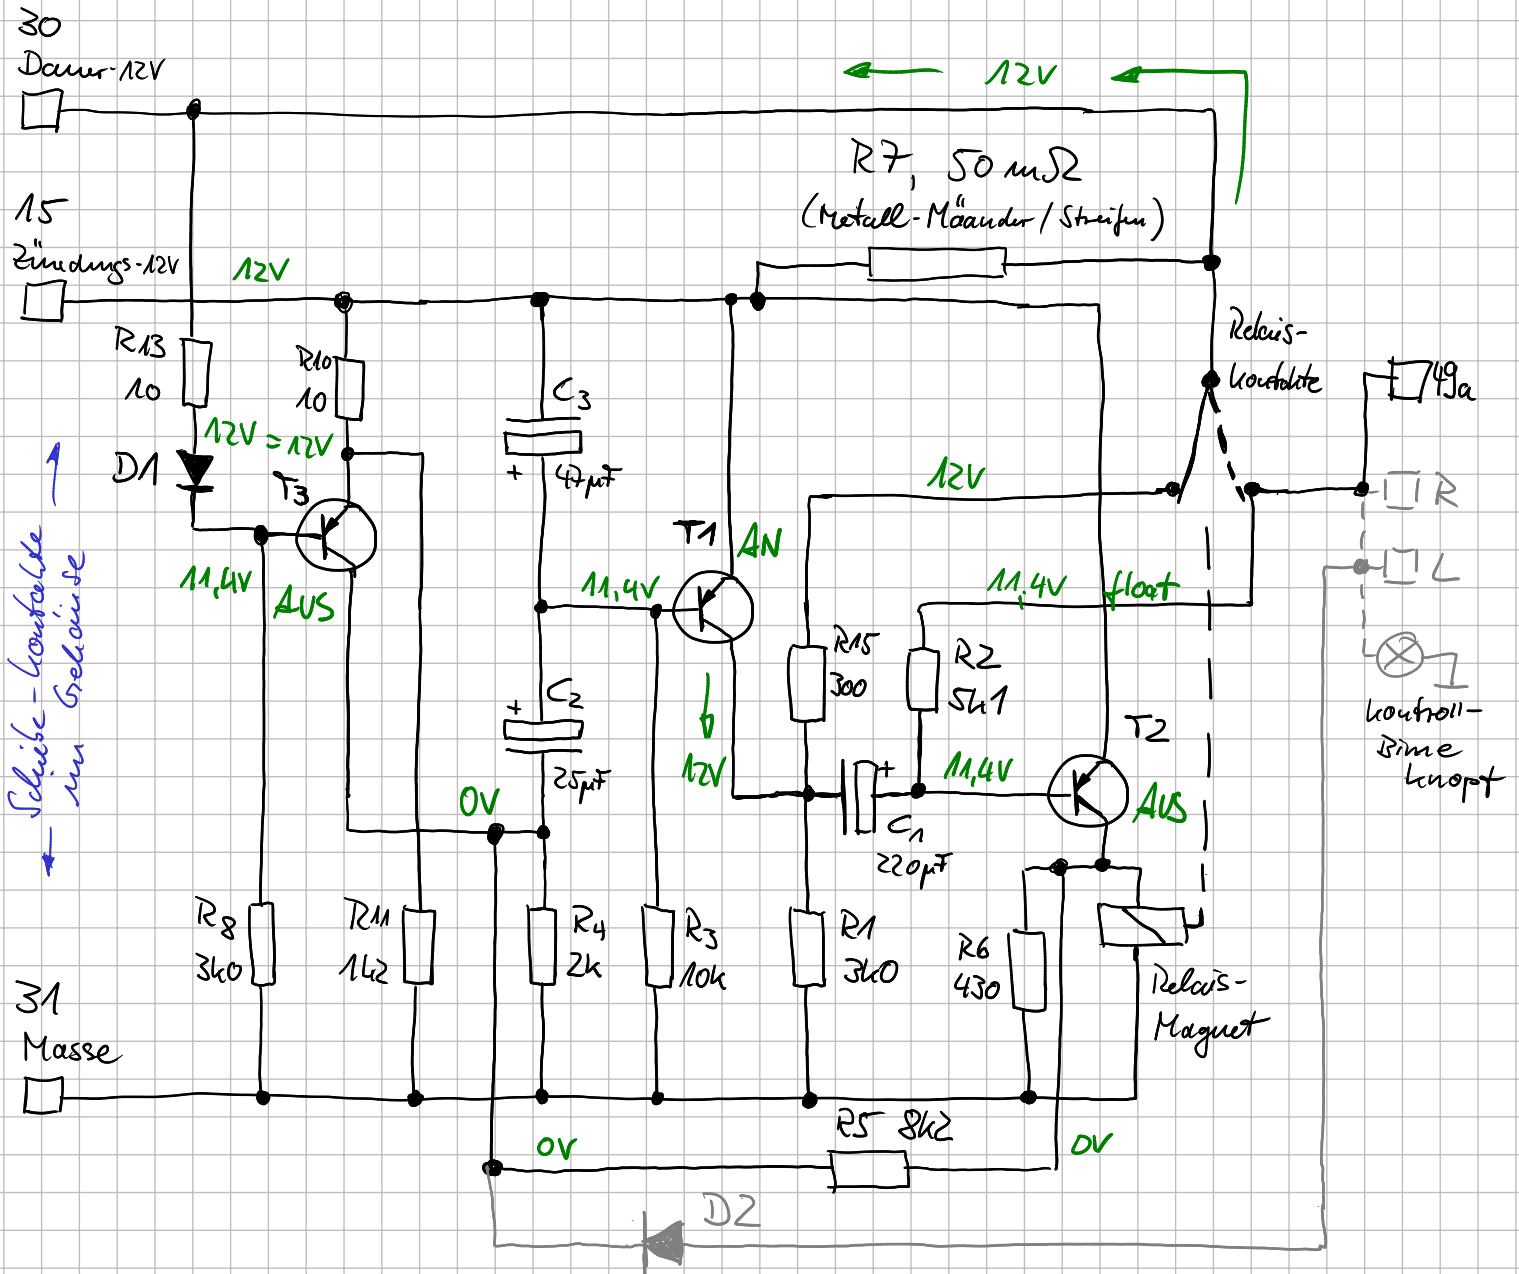 30
Dauer-12V
12V
R7, 50 mΩ
(Metall-Mäander/Streifen)
15
Zündungs-12V
12V
Relais-
kontakte
49a
R13
10
R10
10
C3
+
47µF
12V = 12V
D1
T3
12V
R
T1
AN
11,4V
AUS
11,4V
11,4V
float
L
Schiebe-Kontakte
im Gehäuse
R15
300
R2
5k1
C2
+
25µF
Kontroll-
Birne
Knopf
T2
12V
+
11,4V
AUS
0V
C1
220µF
R8
3k0
R11
1k2
R4
2k
R3
10k
R1
3k0
R6
430
Relais-
Magnet
31
Masse
R5 8k2
0V
0V
D2